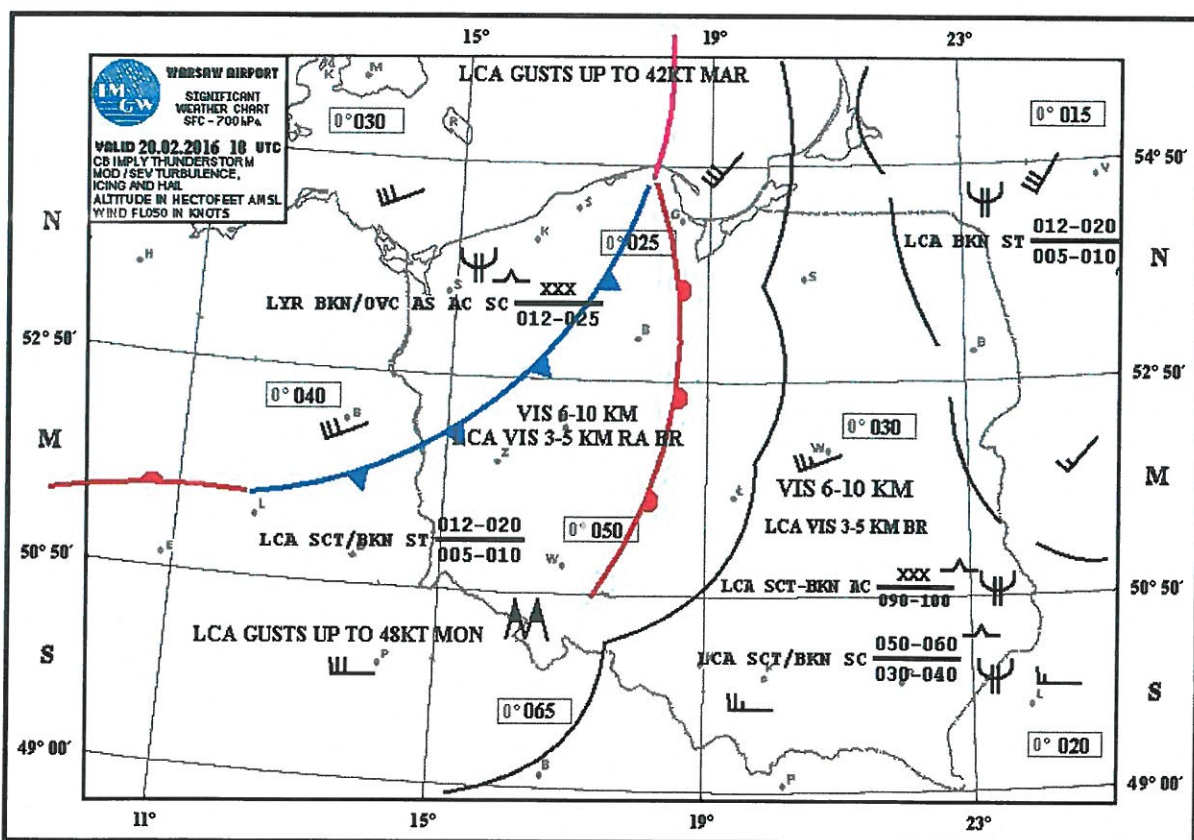 15°
19°
23°
IM
GW
WARSAW AIRPORT
SIGNIFICANT
WEATHER CHART
SFC - 700hPa
VALID 20.02.2016 18 UTC
CB IMPLY THUNDERSTORM
MOD / SEV TURBULENCE,
ICING AND HAIL
ALTITUDE IN HECTOFEET AMSL
WIND FL050 IN KNOTS
K
M
R
LCA GUSTS UP TO 42KT MAR
0° 030
0° 015
54° 50'
V
N
H
S
K
G
0° 025
LCA BKN ST 012-020
005-010
N
S
S
LYR BKN/OVC AS AC SC XXX
012-025
B
B
52° 50'
52° 50'
0° 040
B
VIS 6-10 KM
LCA VIS 3-5 KM RA BR
0° 030
M
Z
W
VIS 6-10 KM
M
L
Ł
LCA VIS 3-5 KM BR
0° 050
LCA SCT/BKN ST 012-020
005-010
E
W
50° 50'
LCA SCT-BKN AC XXX
090-100
50° 50'
LCA GUSTS UP TO 48KT MON
S
P
LCA SCT/BKN SC 050-060
030-040
K
R
L
S
0° 065
0° 020
49° 00'
B
P
49° 00'
11°
15°
19°
23°